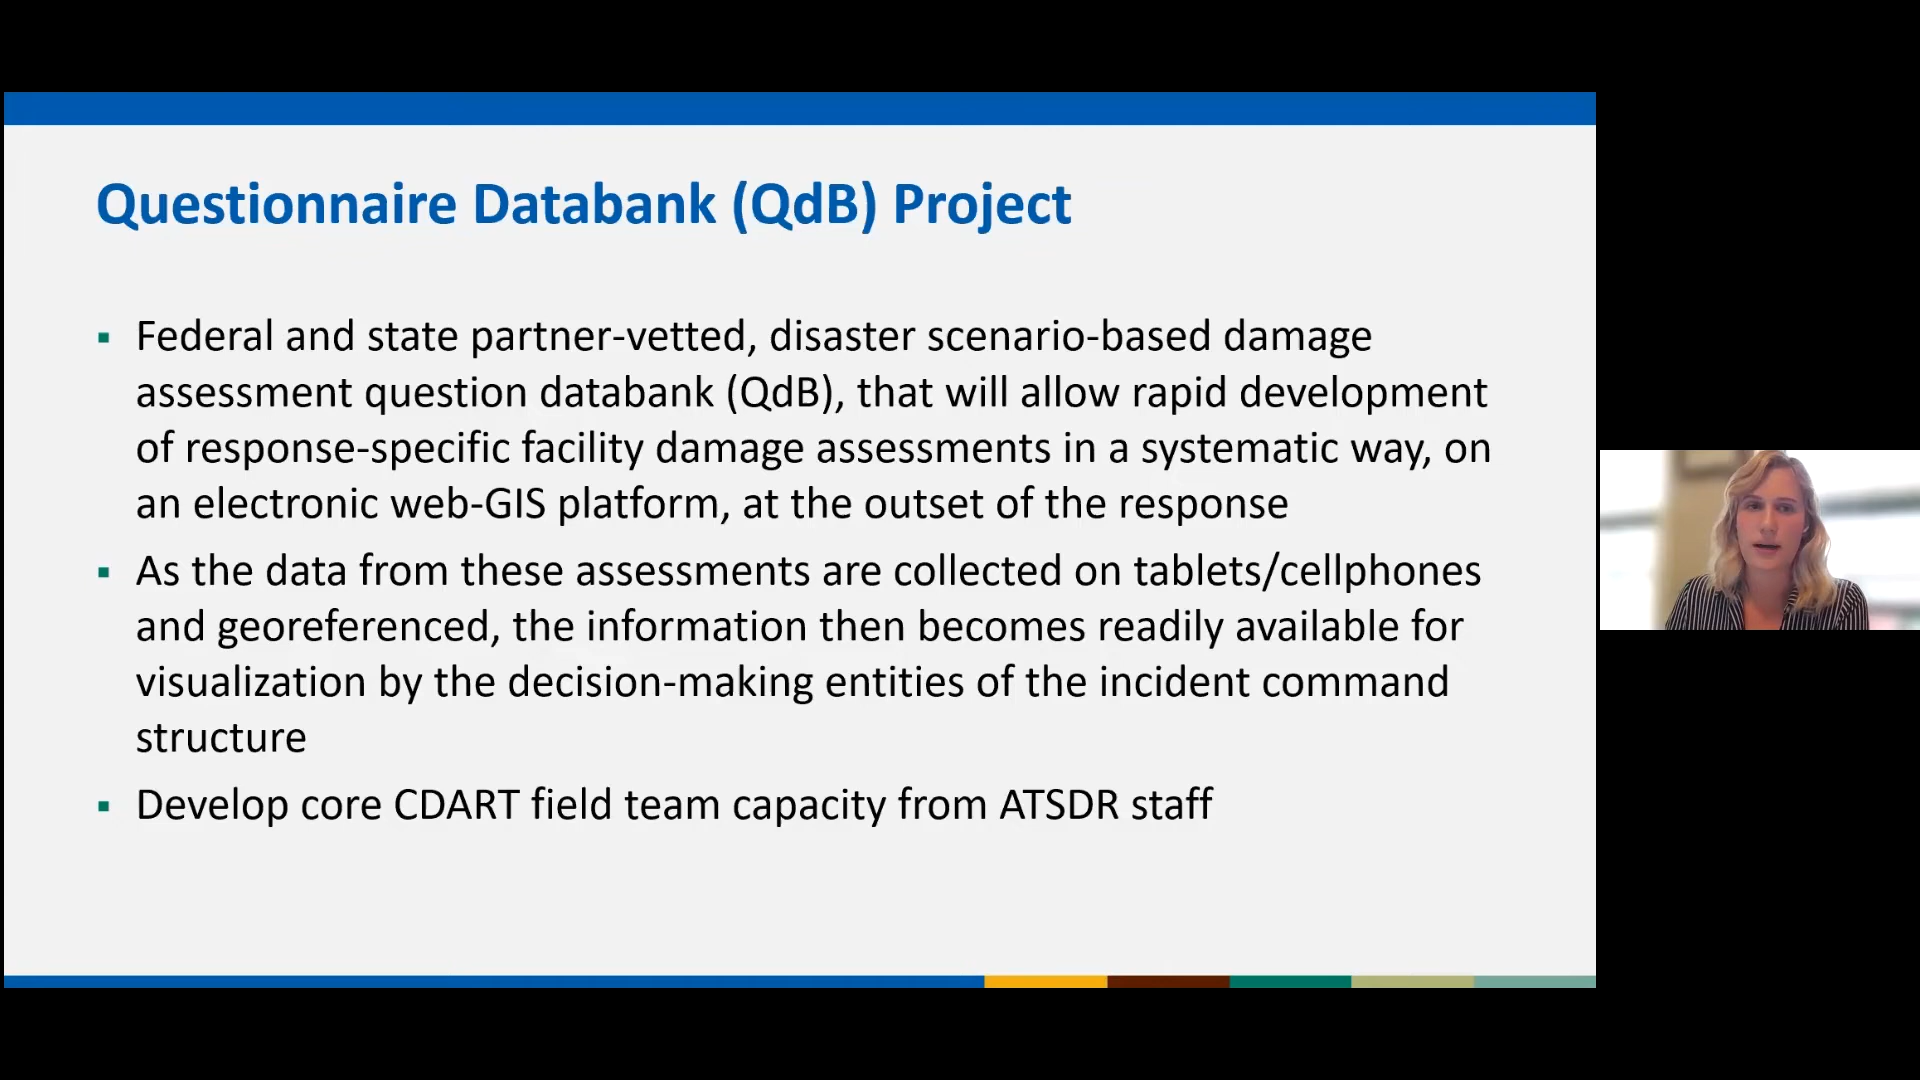 Questionnaire Databank (QdB) Project
▪ Federal and state partner-vetted, disaster scenario-based damage
assessment question databank (QdB), that will allow rapid development
of response-specific facility damage assessments in a systematic way, on
an electronic web-GIS platform, at the outset of the response
▪ As the data from these assessments are collected on tablets/cellphones
and georeferenced, the information then becomes readily available for
visualization by the decision-making entities of the incident command
structure
▪ Develop core CDART field team capacity from ATSDR staff